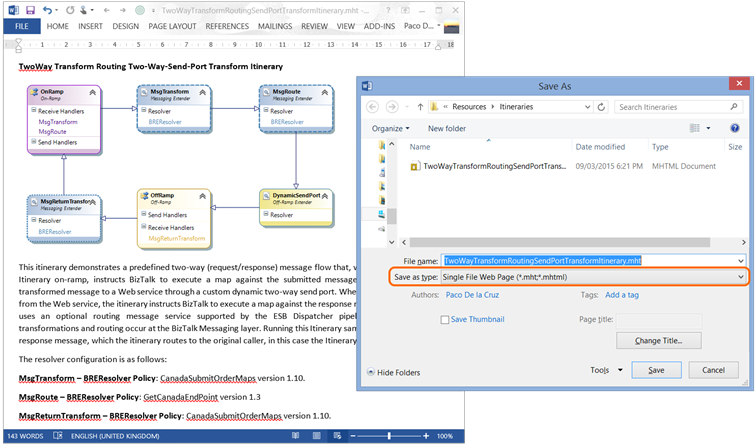 TwoWayTransformRoutingSendPortTransformItinerary.mht -
FILE HOME INSERT DESIGN PAGE LAYOUT REFERENCES MAILINGS REVIEW VIEW ADD-INS Paco D...
TwoWay Transform Routing Two-Way-Send-Port Transform Itinerary
OnRamp
On-Ramp
Receive Handlers
MsgTransform
MsgRoute
Send Handlers
MsgTransform
Messaging Extender
Resolver
BREResolver
MsgRoute
Messaging Extender
Resolver
BREResolver
MsgReturnTransform
Messaging Extender
Resolver
BREResolver
OffRamp
Off-Ramp
Send Handlers
Receive Handlers
MsgReturnTransform
DynamicSendPort
Off-Ramp Extender
Resolver
This itinerary demonstrates a predefined two-way (request/response) message flow that, w
Itinerary on-ramp, instructs BizTalk to execute a map against the submitted message
transformed message to a Web service through a custom dynamic two-way send port. Whe
from the Web service, the itinerary instructs BizTalk to execute a map against the response m
uses an optional routing message service supported by the ESB Dispatcher pipel
transformations and routing occur at the BizTalk Messaging layer. Running this Itinerary sam
response message, which the itinerary routes to the original caller, in this case the Itinerary
The resolver configuration is as follows:
MsgTransform – BREResolver Policy: CanadaSubmitOrderMaps version 1.10.
MsgRoute – BREResolver Policy: GetCanadaEndPoint version 1.3
MsgReturnTransform – BREResolver Policy: CanadaSubmitOrderMaps version 1.10.
143 WORDS ENGLISH (UNITED KINGDOM) 100%
Save As
« Resources › Itineraries
Search Itineraries
Organize New folder
Name Date modified Type Size
TwoWayTransformRoutingSendPortTrans... 09/03/2015 6:21 PM MHTML Document
File name: TwoWayTransformRoutingSendPortTransformItinerary.mht
Save as type: Single File Web Page (*.mht;*.mhtml)
Authors: Paco De la Cruz Tags: Add a tag
Save Thumbnail Page title:
Change Title...
Hide Folders Tools Save Cancel